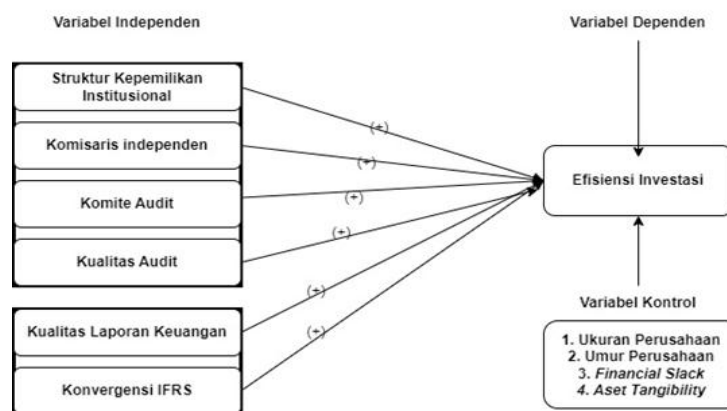 Variabel Independen
Variabel Dependen
Struktur Kepemilikan
Institusional
Komisaris independen
Komite Audit
Kualitas Audit
Kualitas Laporan Keuangan
Konvergensi IFRS
(+)
(+)
(+)
(+)
(+)
(+)
Efisiensi Investasi
Variabel Kontrol
1. Ukuran Perusahaan
2. Umur Perusahaan
3. Financial Slack
4. Aset Tangibility